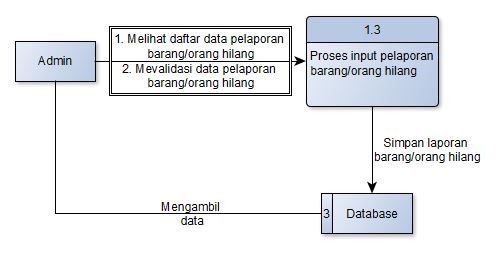 Admin
1. Melihat daftar data pelaporan
barang/orang hilang
2. Mevalidasi data pelaporan
barang/orang hilang
1.3
Proses input pelaporan
barang/orang hilang
Simpan laporan
barang/orang hilang
3
Database
Mengambil
data